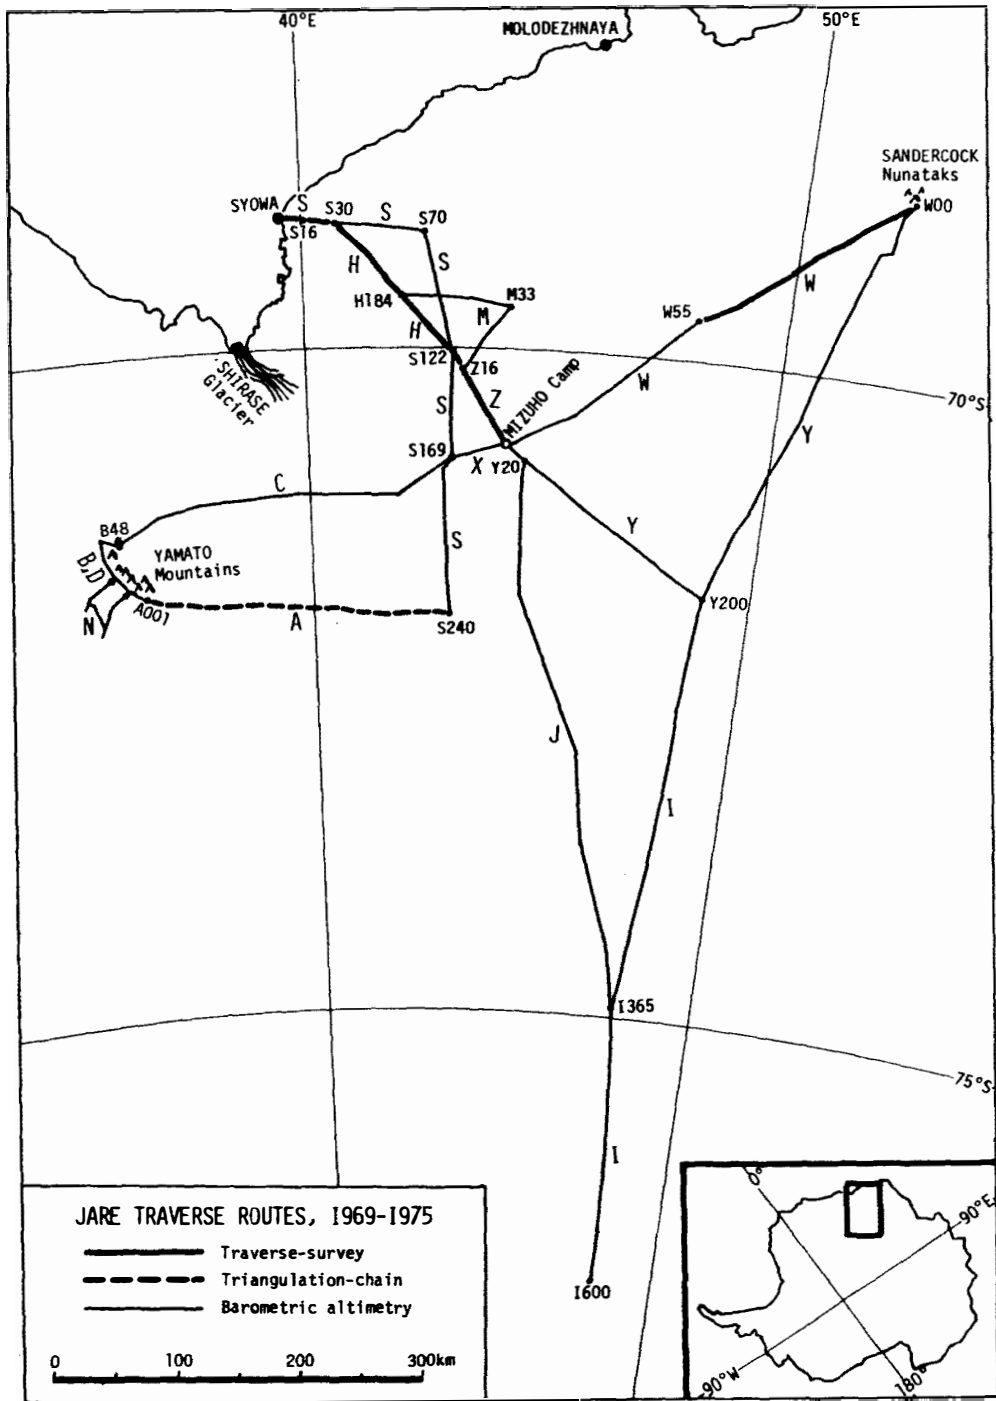 40°E
MOLODEZHNAYA
50°E
SANDERCOCK
Nunataks
W00
SYOWA
S
S30
S
S70
S16
H
S
W
H184
M33
M
W55
H
S122
Z16
SHIRASE
Glacier
Z
MIZUHO Camp
W
70°S
S
S169
X
Y20
Y
C
B48
YAMATO
Mountains
B,D
S
Y
A001
Y200
N
A
S240
J
I
I365
75°S
I
I600
JARE TRAVERSE ROUTES, 1969-1975
Traverse-survey
Triangulation-chain
Barometric altimetry
0 100 200 300km
0°
90°E
90°W
180°